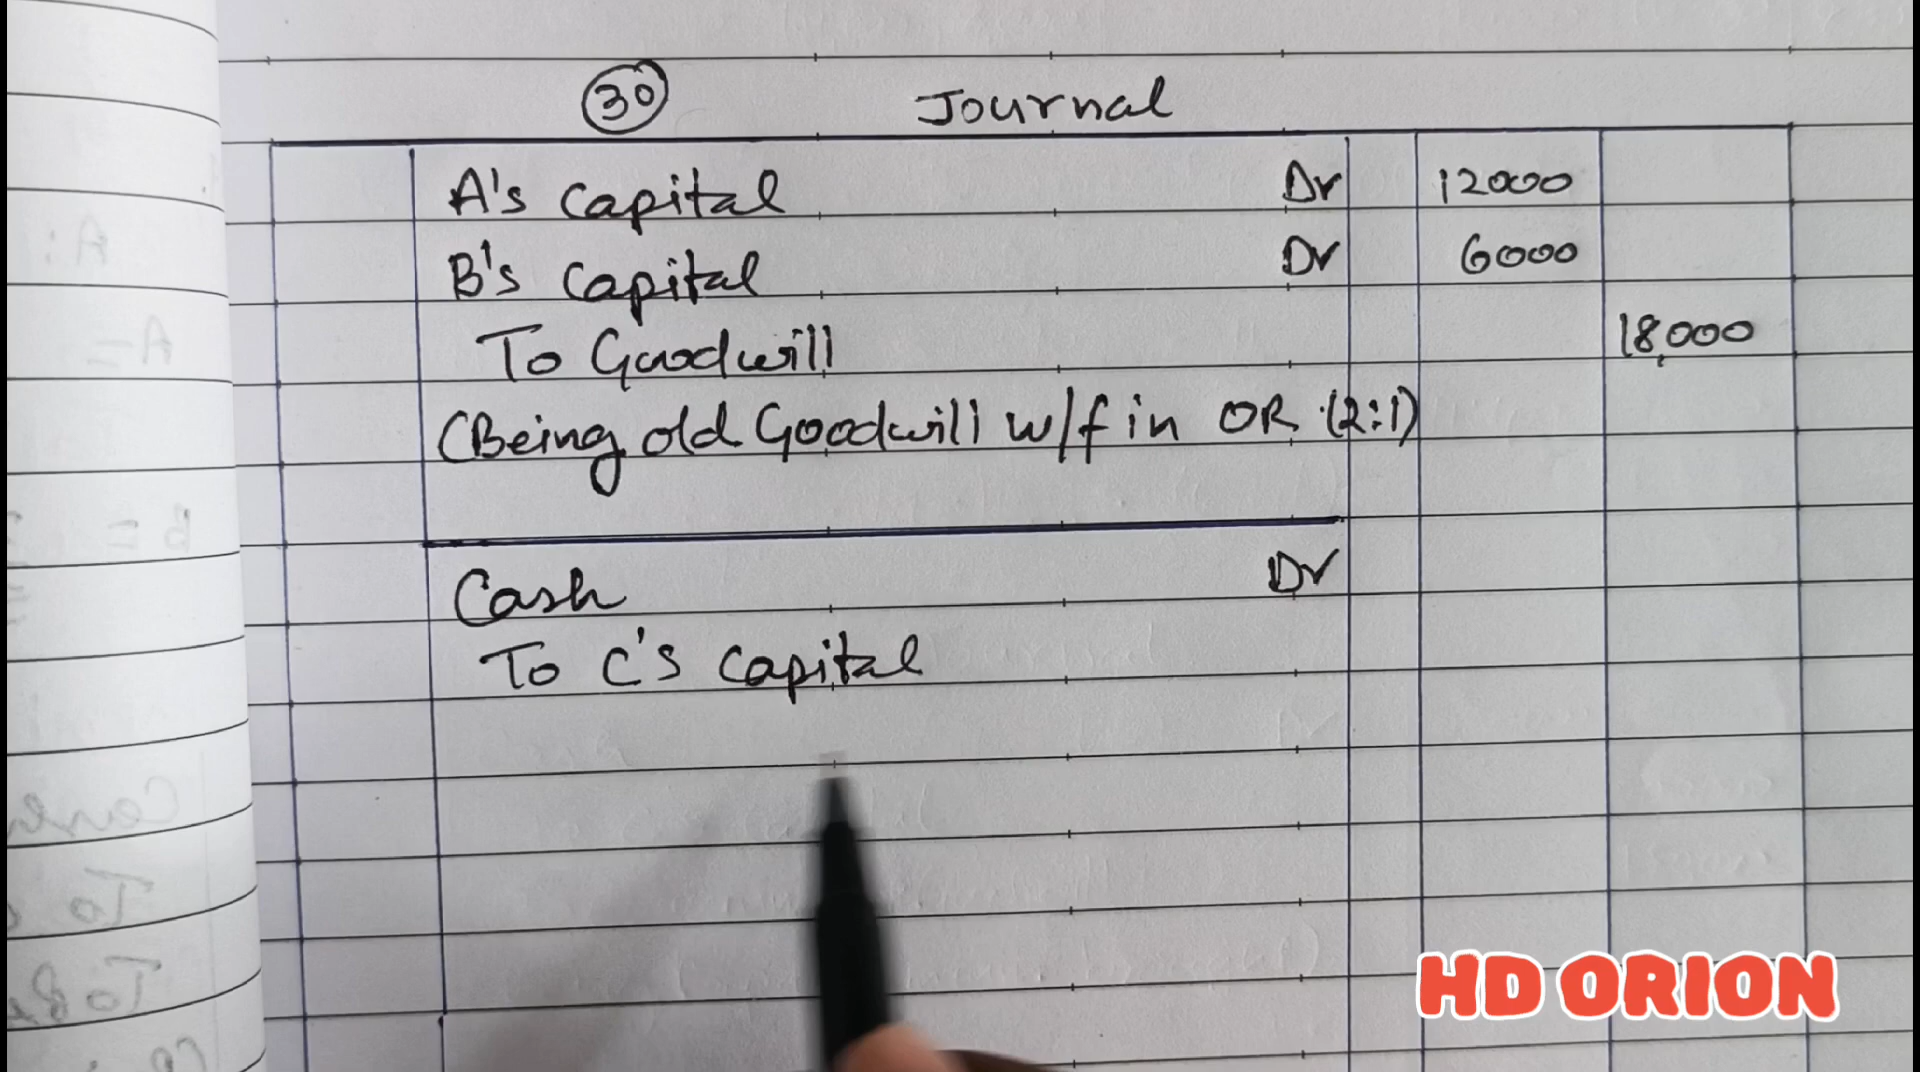 30 Journal
A's Capital Dr 12000
B's Capital Dr 6000
To Goodwill 18,000
(Being old Goodwill w/f in OR (2:1)
Cash Dr
To C's Capital
HD ORION